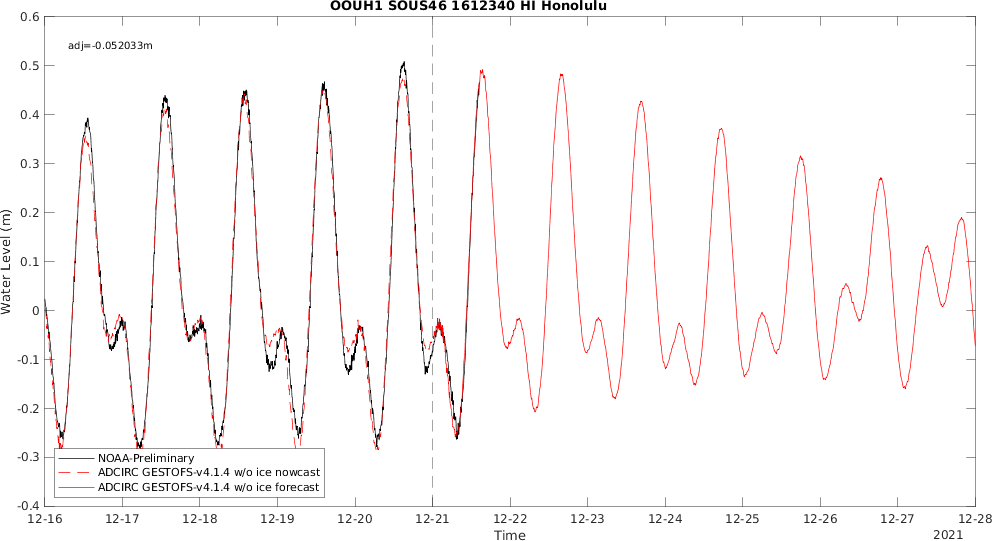 OOUH1 SOUS46 1612340 HI Honolulu
adj=-0.052033m
0.6
0.5
0.4
0.3
0.2
0.1
0
-0.1
-0.2
-0.3
-0.4
Water Level (m)
NOAA-Preliminary
ADCIRC GESTOFS-v4.1.4 w/o ice nowcast
ADCIRC GESTOFS-v4.1.4 w/o ice forecast
12-16 12-17 12-18 12-19 12-20 12-21 12-22 12-23 12-24 12-25 12-26 12-27 12-28
Time
2021